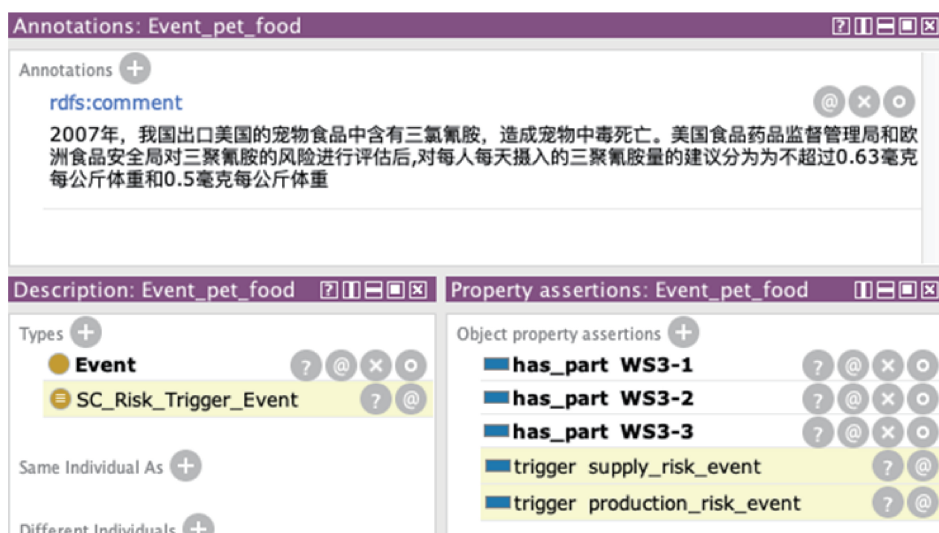 Annotations: Event_pet_food
Annotations
rdfs:comment
2007年，我国出口美国的宠物食品中含有三氯氰胺，造成宠物中毒死亡。美国食品药品监督管理局和欧
洲食品安全局对三聚氰胺的风险进行评估后,对每人每天摄入的三聚氰胺量的建议分为为不超过0.63毫克
每公斤体重和0.5毫克每公斤体重
Description: Event_pet_food
Types
Event
SC_Risk_Trigger_Event
Same Individual As
Different Individuals
Property assertions: Event_pet_food
Object property assertions
has_part WS3-1
has_part WS3-2
has_part WS3-3
trigger supply_risk_event
trigger production_risk_event